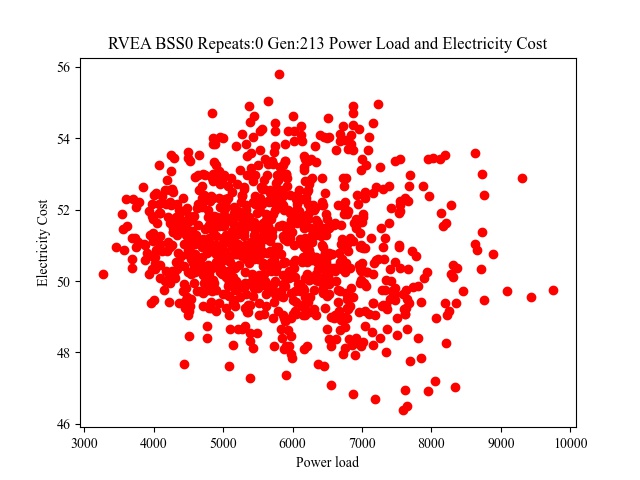 RVEA BSS0 Repeats:0 Gen:213 Power Load and Electricity Cost
56
54
52
50
48
46
Electricity Cost
3000 4000 5000 6000 7000 8000 9000 10000
Power load